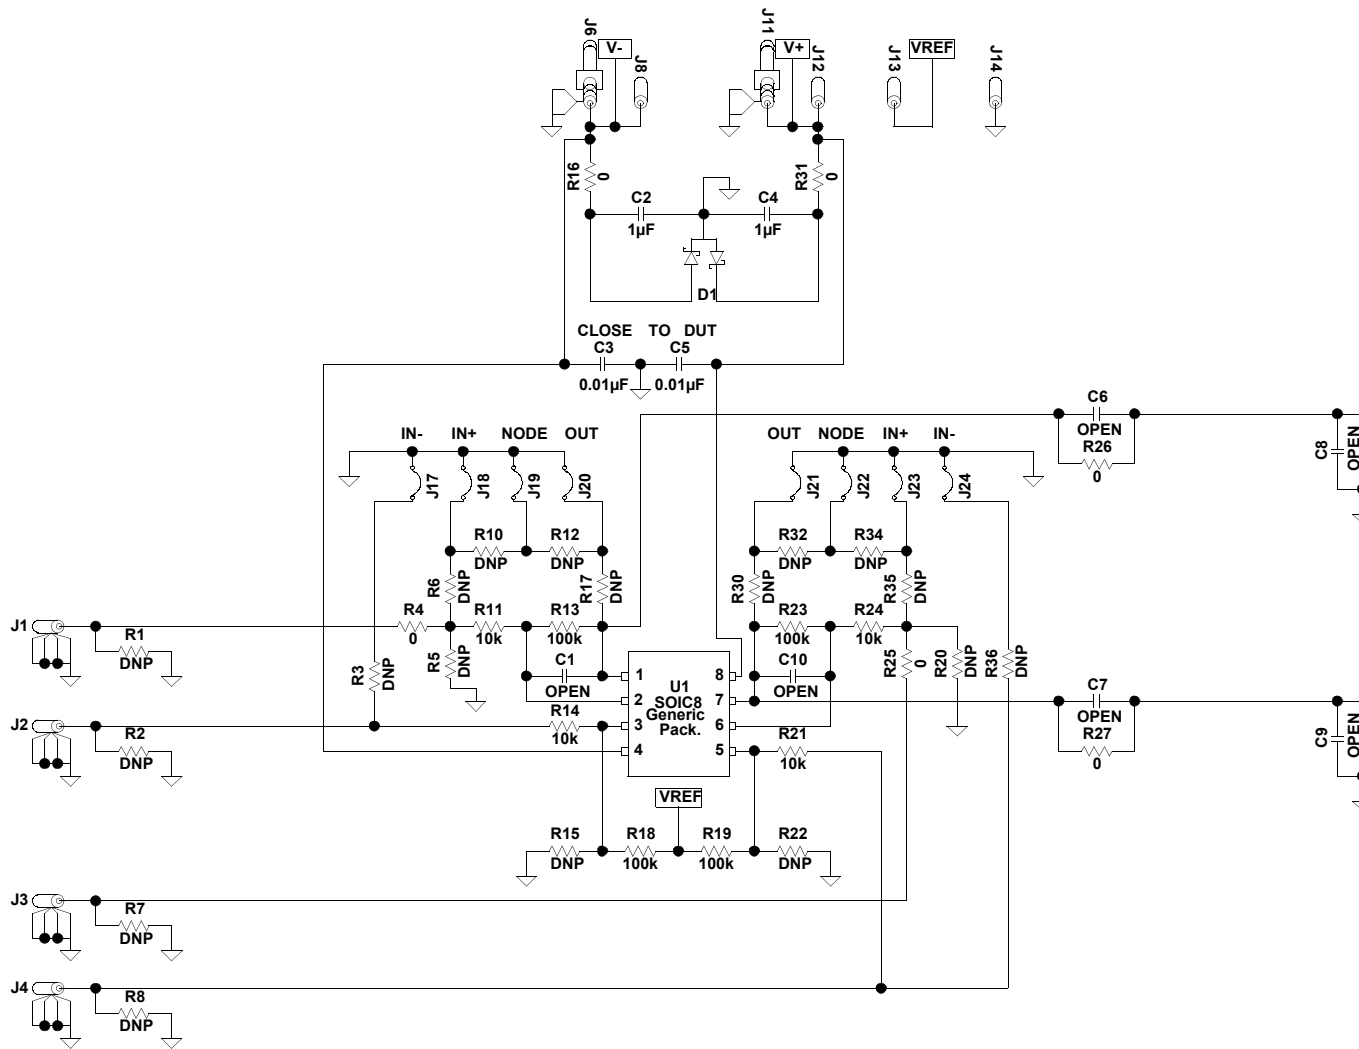 J6
V-
J8
J11
V+
J12
J13
VREF
J14
R16
0
R31
0
C2
1µF
C4
1µF
D1
CLOSE TO DUT
C3
0.01µF
C5
0.01µF
C6
OPEN
R26
0
C8
OPEN
IN-
IN+
NODE
OUT
OUT
NODE
IN+
IN-
J17
J18
J19
J20
J21
J22
J23
J24
R10
DNP
R12
DNP
R32
DNP
R34
DNP
R6
DNP
R17
DNP
R30
DNP
R35
DNP
J1
R1
DNP
R4
0
R11
10k
R13
100k
R23
100k
R24
10k
R3
DNP
R5
DNP
C1
OPEN
C10
OPEN
R25
0
R20
DNP
R36
DNP
1
2
3
4
U1
SOIC8
Generic
Pack.
8
7
6
5
J2
R2
DNP
R14
10k
R21
10k
C7
OPEN
R27
0
C9
OPEN
VREF
R15
DNP
R18
100k
R19
100k
R22
DNP
J3
R7
DNP
J4
R8
DNP